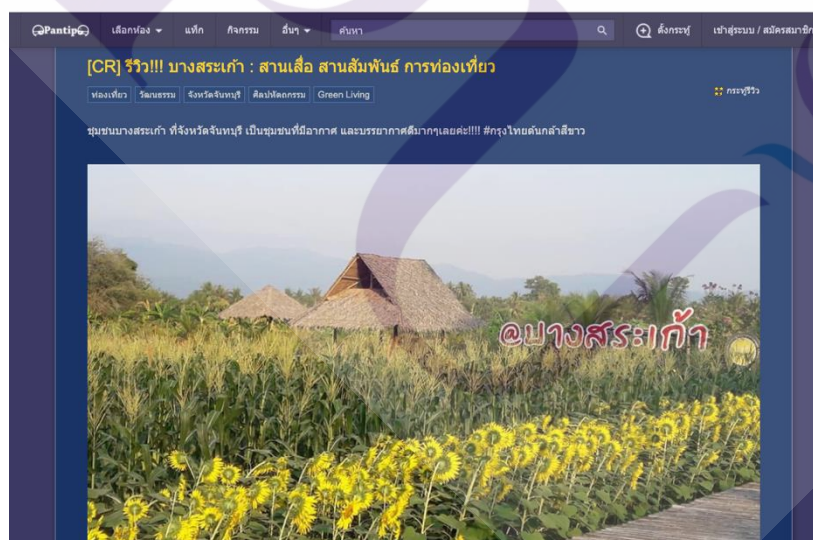 Pantip เลือกห้อง แท็ก กิจกรรม อื่นๆ ค้นหา ตั้งกระทู้ เข้าสู่ระบบ / สมัครสมาชิก
[CR] รีวิว!!! บางสระเก้า : สานเสื่อ สานสัมพันธ์ การท่องเที่ยว
ท่องเที่ยว วัฒนธรรม จังหวัดจันทบุรี ศิลปหัตถกรรม Green Living กระทู้รีวิว
ชุมชนบางสระเก้า ที่จังหวัดจันทบุรี เป็นชุมชนที่มีอากาศ และบรรยากาศดีมากๆเลยค่ะ!!!! #กรุงไทยต้นกล้าสีขาว
@บางสระเก้า